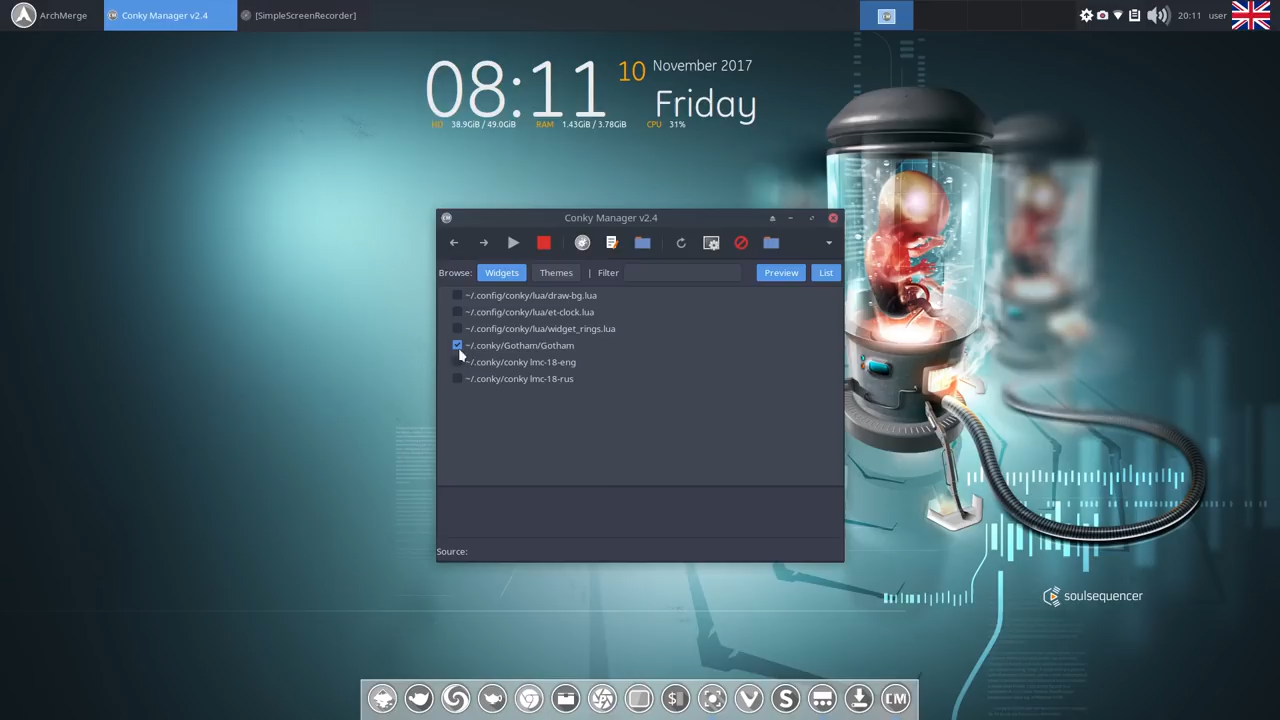 ArchMerge
Conky Manager v2.4
[SimpleScreenRecorder]
20:11
user
08:11
10
November 2017
Friday
HD 38.9GiB / 49.0GiB RAM 1.43GiB / 3.78GiB CPU 31%
Conky Manager v2.4
Browse: Widgets Themes | Filter Preview List
~/.config/conky/lua/draw-bg.lua
~/.config/conky/lua/et-clock.lua
~/.config/conky/lua/widget_rings.lua
~/.conky/Gotham/Gotham
~/.conky/conky lmc-18-eng
~/.conky/conky lmc-18-rus
Source:
soulsequencer
V S CM